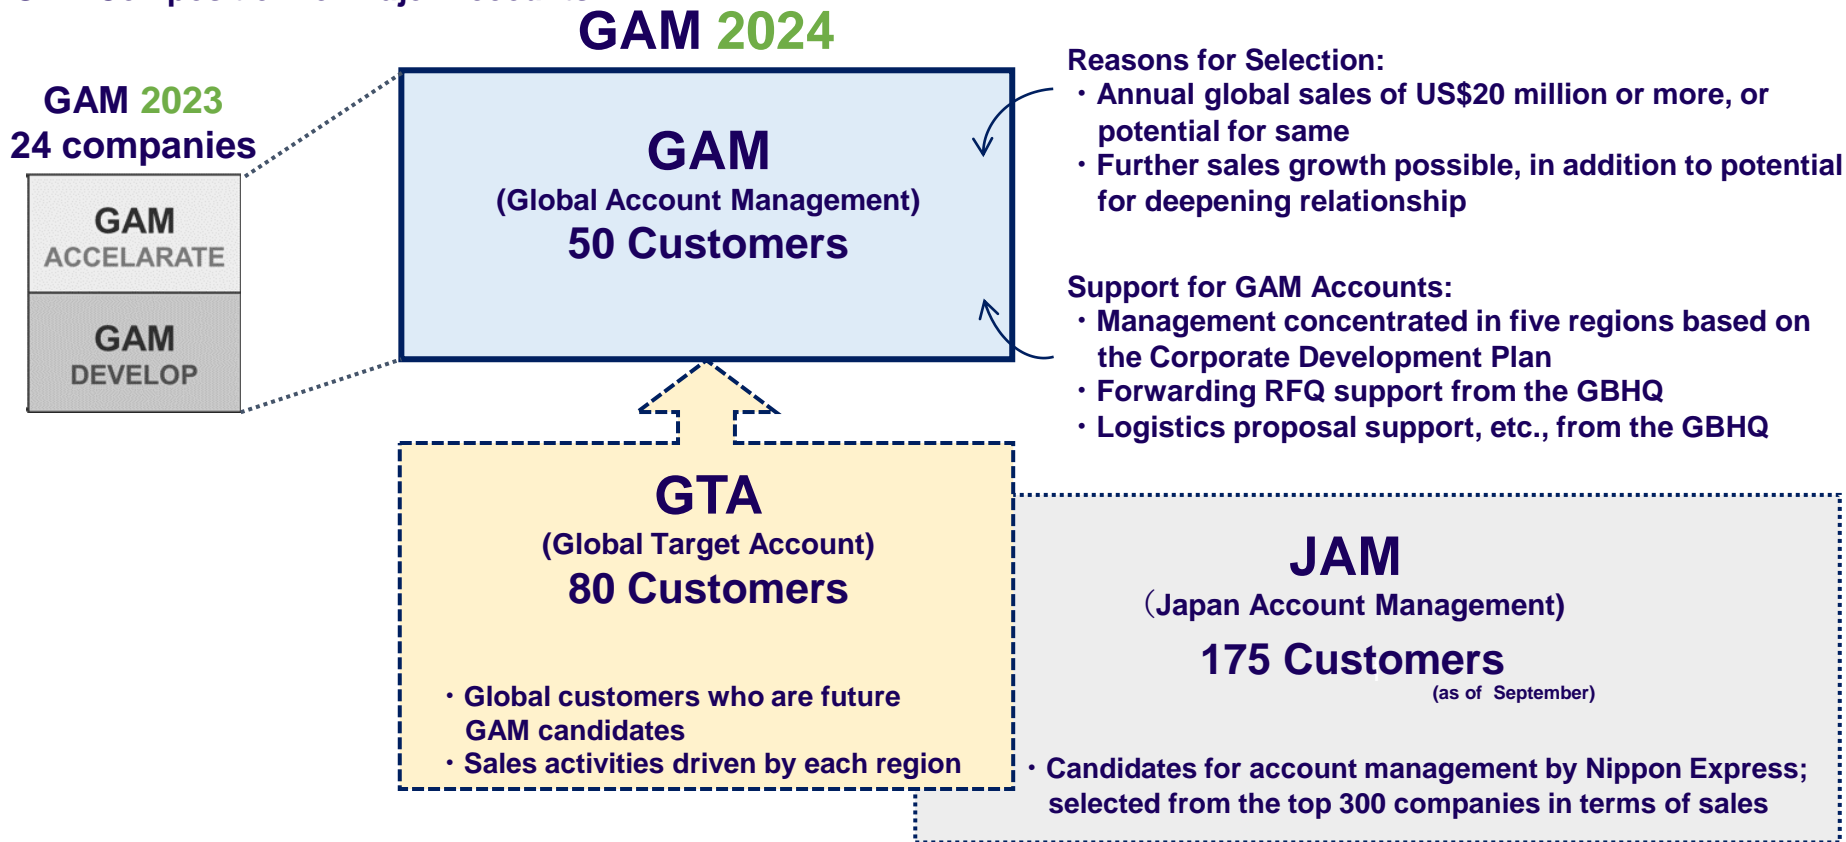 GAM 2024
GAM 2023
24 companies
GAM
ACCELARATE
GAM
DEVELOP
GAM
(Global Account Management)
50 Customers
Reasons for Selection:
・Annual global sales of US$20 million or more, or
potential for same
・Further sales growth possible, in addition to potential
for deepening relationship
Support for GAM Accounts:
・Management concentrated in five regions based on
the Corporate Development Plan
・Forwarding RFQ support from the GBHQ
・Logistics proposal support, etc., from the GBHQ
GTA
(Global Target Account)
80 Customers
・Global customers who are future
GAM candidates
・Sales activities driven by each region
JAM
（Japan Account Management)
175 Customers
(as of September)
・Candidates for account management by Nippon Express;
selected from the top 300 companies in terms of sales